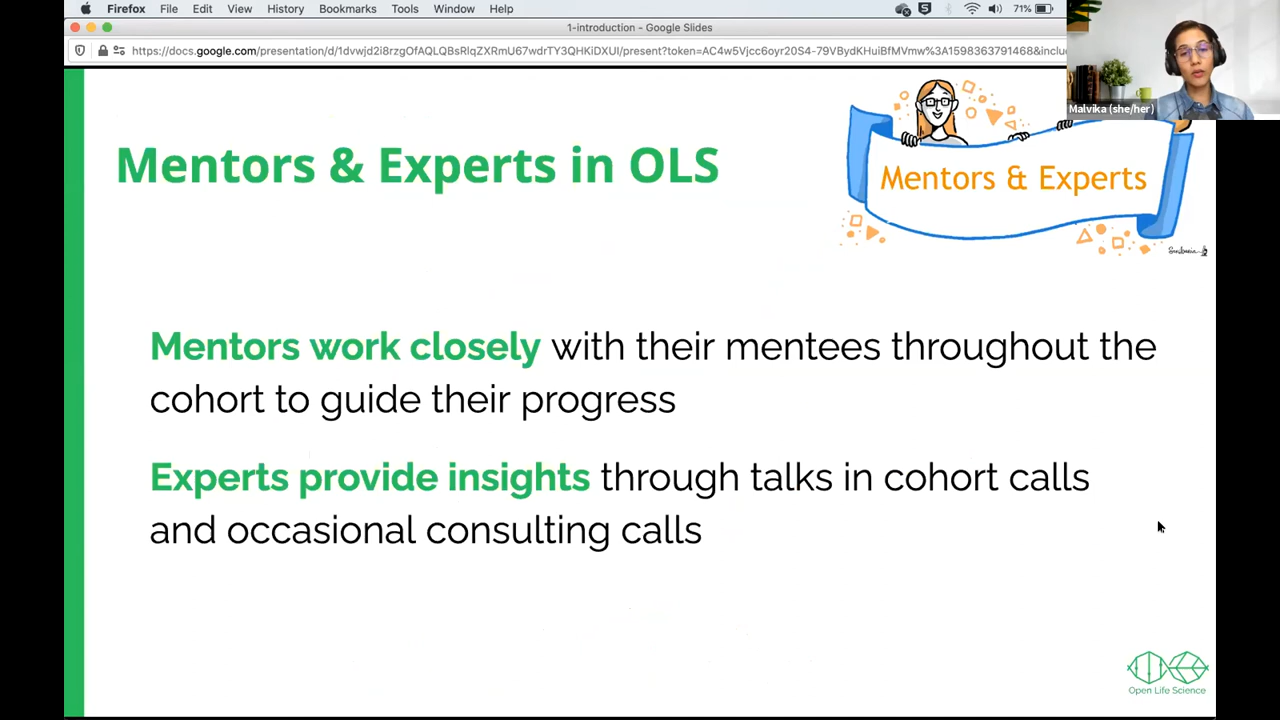 Firefox File Edit View History Bookmarks Tools Window Help 71%
1-introduction - Google Slides
https://docs.google.com/presentation/d/1dvwjd2i8rzgOfAQLQBsRIqZXRmU67wdrTY3QHKiDXUI/present?token=AC4w5Vjcc6oyr20S4-79VBydKHuiBfMVmw%3A1598363791468&inclu
Malvika (she/her)
Mentors & Experts in OLS
Mentors & Experts
Mentors work closely with their mentees throughout the
cohort to guide their progress
Experts provide insights through talks in cohort calls
and occasional consulting calls
Open Life Science